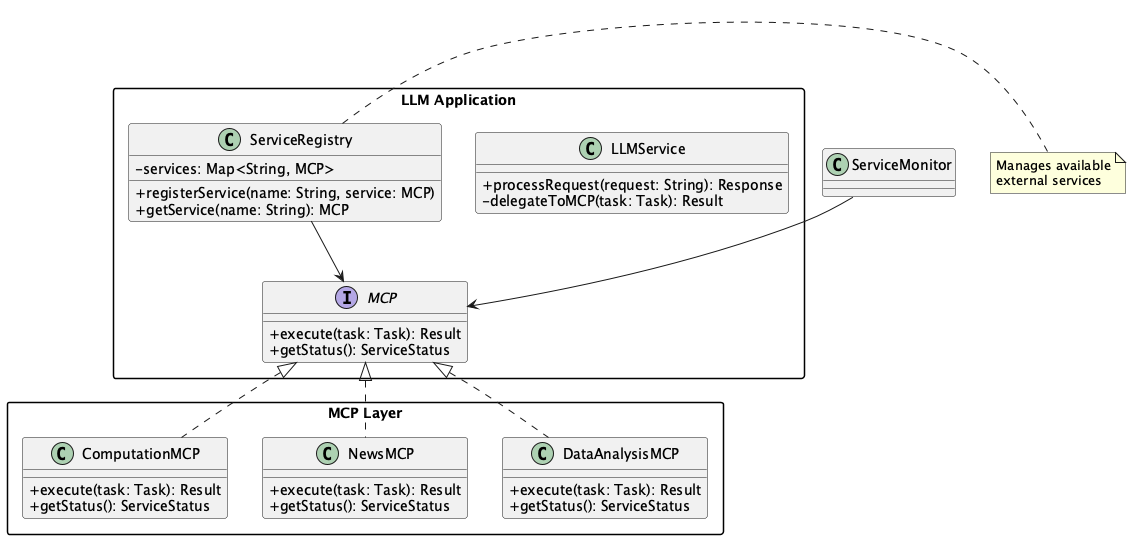 LLM Application
C ServiceRegistry
-services: Map<String, MCP>
+registerService(name: String, service: MCP)
+getService(name: String): MCP
C LLMService
+processRequest(request: String): Response
-delegateToMCP(task: Task): Result
C ServiceMonitor
Manages available
external services
I MCP
+execute(task: Task): Result
+getStatus(): ServiceStatus
MCP Layer
C ComputationMCP
+execute(task: Task): Result
+getStatus(): ServiceStatus
C NewsMCP
+execute(task: Task): Result
+getStatus(): ServiceStatus
C DataAnalysisMCP
+execute(task: Task): Result
+getStatus(): ServiceStatus